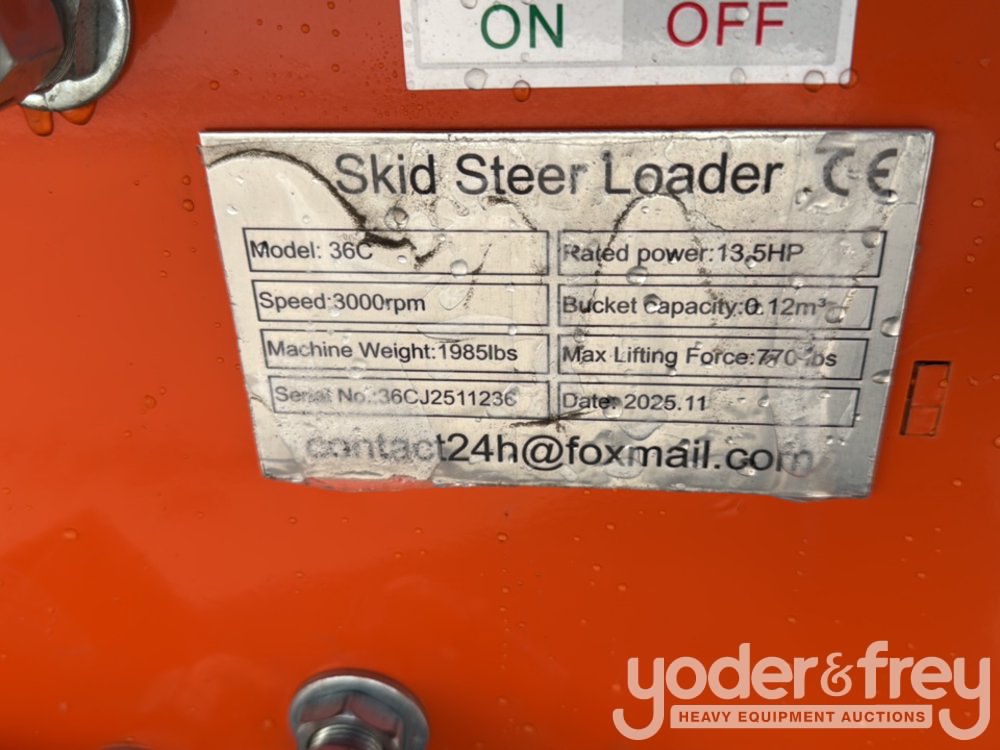 ON OFF
Skid Steer Loader CE
Model: 36C
Rated power:13.5HP
Speed:3000rpm
Bucket capacity:0.12m³
Machine Weight:1985lbs
Max Lifting Force:770 lbs
Serial No.:36CJ2511236
Date: 2025.11
contact24h@foxmail.com
yoder&frey
HEAVY EQUIPMENT AUCTIONS